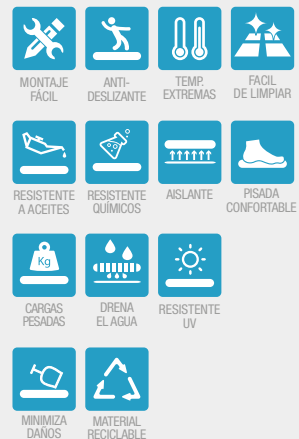 MONTAJE
FÁCIL
ANTI-
DESLIZANTE
TEMP.
EXTREMAS
FACIL
DE LIMPIAR
RESISTENTE
A ACEITES
RESISTENTE
QUÍMICOS
AISLANTE
PISADA
CONFORTABLE
Kg
CARGAS
PESADAS
DRENA
EL AGUA
RESISTENTE
UV
MINIMIZA
DAÑOS
MATERIAL
RECICLABLE